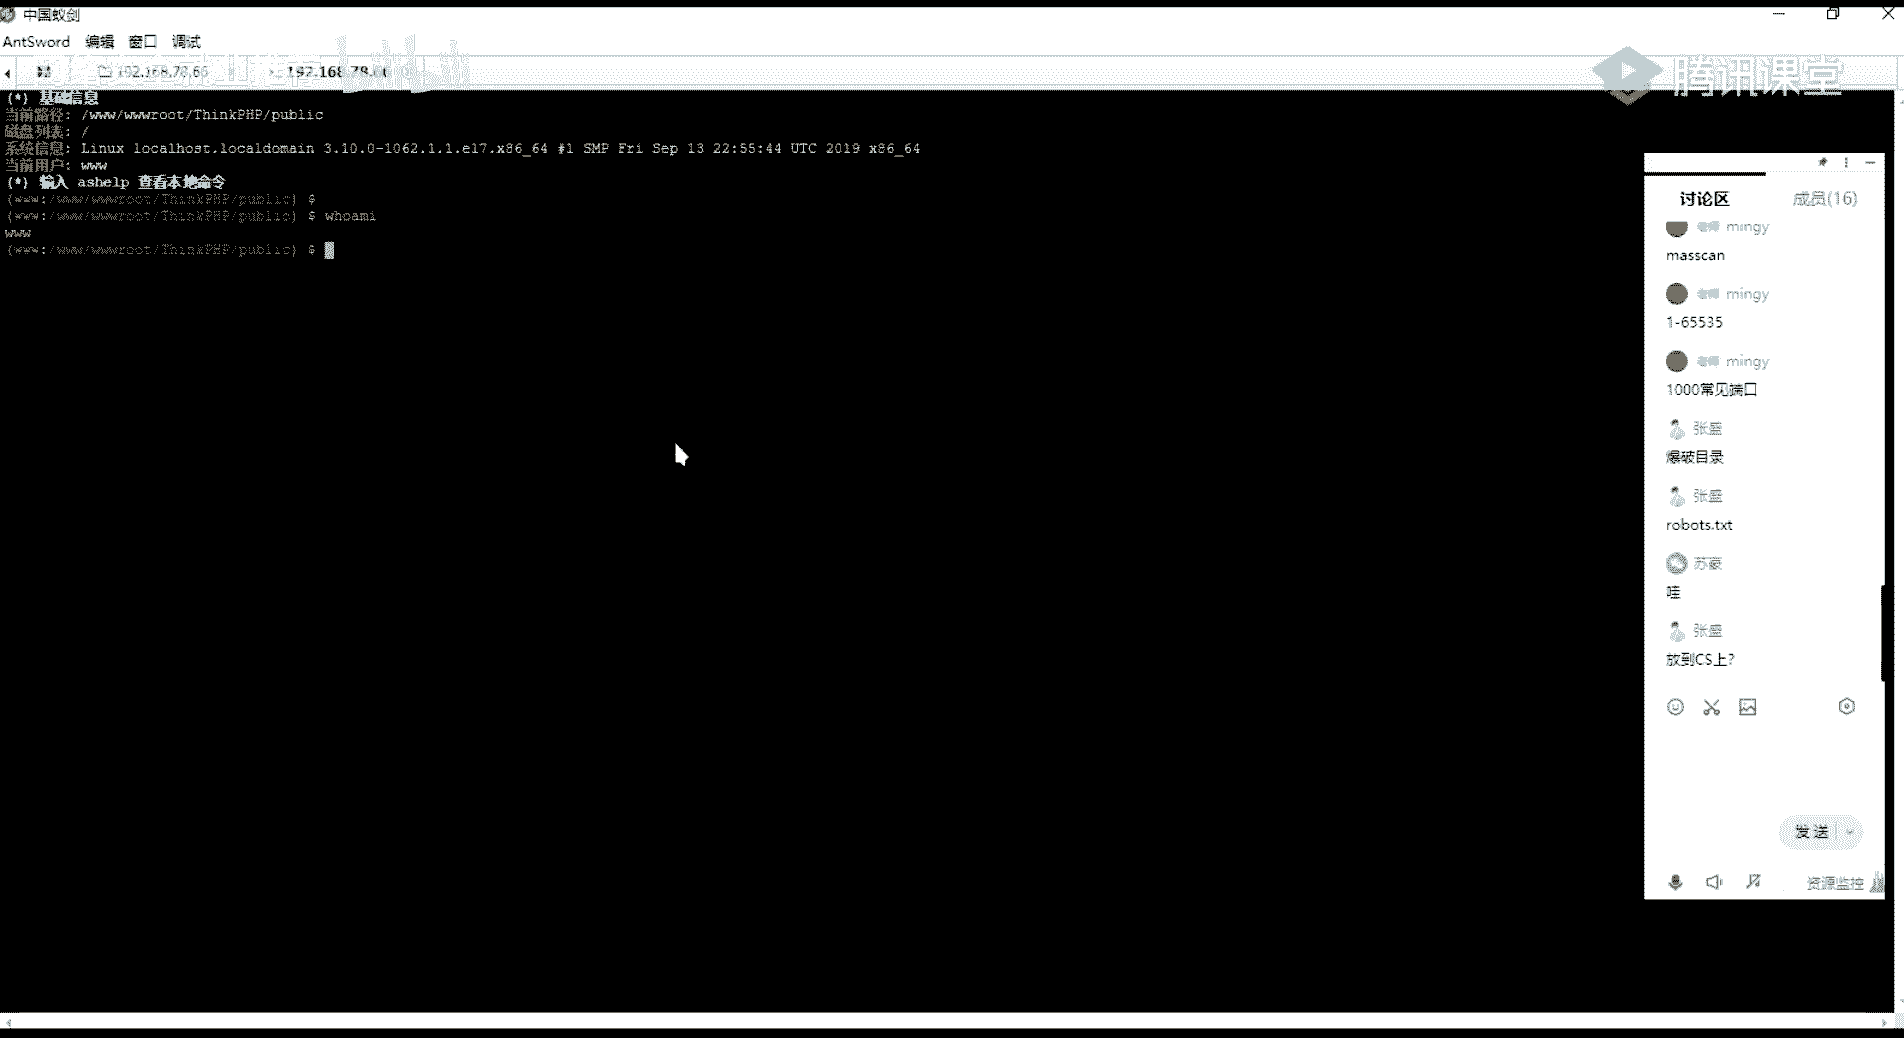 中国蚁剑
AntSword 编辑 窗口 调试
192.168.78.66 192.168.78.
腾讯课堂
(*) 基础信息
当前路径: /www/wwwroot/ThinkPHP/public
磁盘列表: /
系统信息: Linux localhost.localdomain 3.10.0-1062.1.1.el7.x86_64 #1 SMP Fri Sep 13 22:55:44 UTC 2019 x86_64
当前用户: www
(*) 输入 ashelp 查看本地命令
(www:/www/wwwroot/ThinkPHP/public) $
(www:/www/wwwroot/ThinkPHP/public) $ whoami
www
(www:/www/wwwroot/ThinkPHP/public) $
讨论区 成员(16)
mingy
masscan
mingy
1-65535
mingy
1000常见端口
张盛
爆破目录
张盛
robots.txt
苏豪
哇
张盛
放到CS上?
发送
资源监控